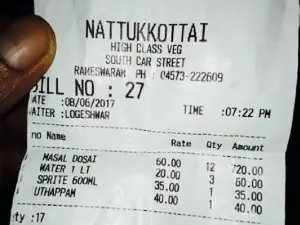 NATTUKKOTTAI
HIGH CLASS VEG
SOUTH CAR STREET
RAMESWARAM PH : 04573-222609
BILL NO : 27
DATE :08/06/2017 TIME :07:22 PM
WAITER :LOGESHWAR
no Name Rate Qty Amount
MASAL DOSAI 60.00 12 720.00
WATER 1 LT 20.00 3 60.00
SPRITE 600ML 35.00 1 35.00
UTHAPPAM 40.00 1 40.00
ty :17